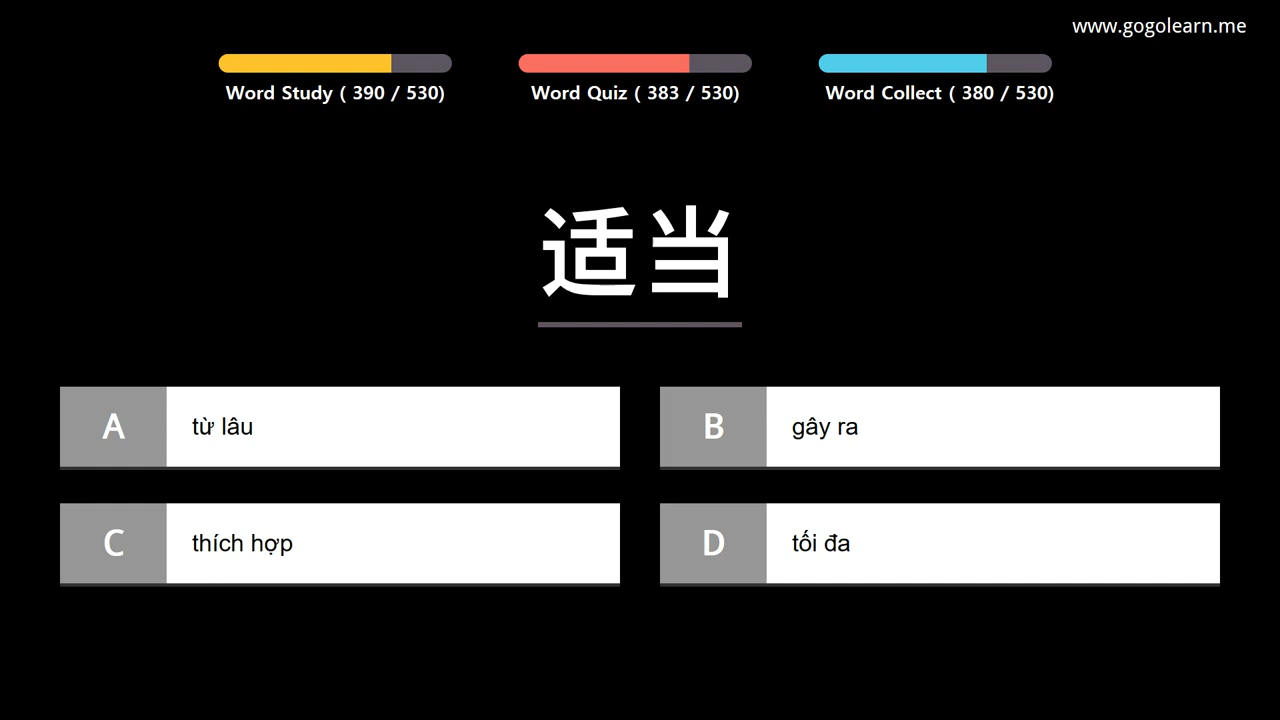 www.gogolearn.me
Word Study ( 390 / 530)
Word Quiz ( 383 / 530)
Word Collect ( 380 / 530)
适当
A
từ lâu
B
gây ra
C
thích hợp
D
tối đa